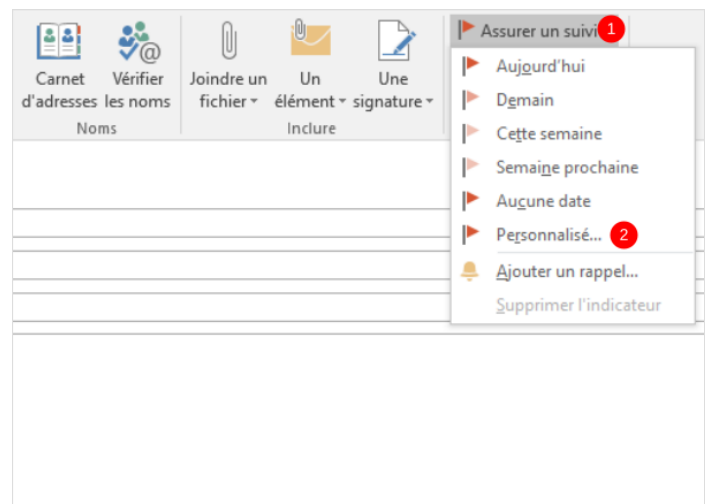 Carnet d'adresses
Vérifier les noms
Noms
Joindre un fichier
Un élément
Une signature
Inclure
Assurer un suivi 1
Aujourd'hui
Demain
Cette semaine
Semaine prochaine
Aucune date
Personnalisé... 2
Ajouter un rappel...
Supprimer l'indicateur